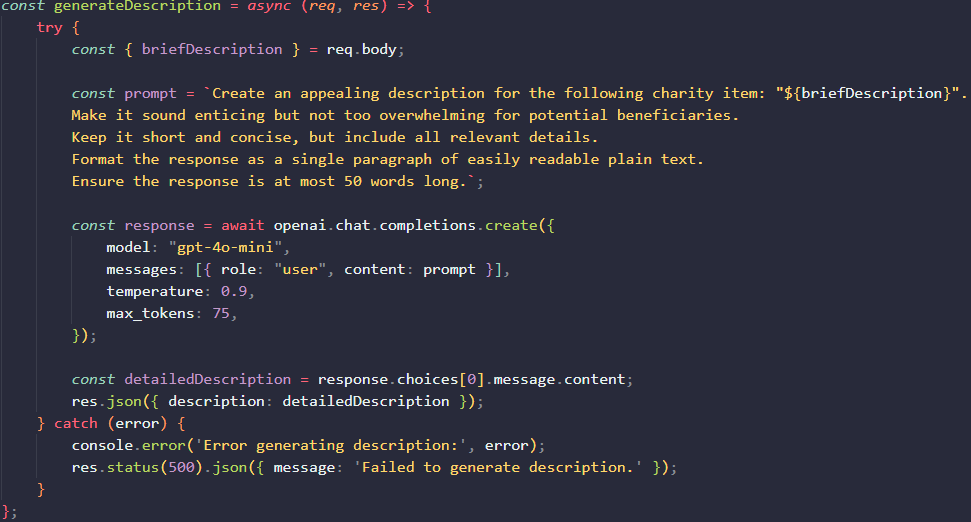 const generateDescription = async (req, res) => {
    try {
        const { briefDescription } = req.body;

        const prompt = `Create an appealing description for the following charity item: "${briefDescription}".
        Make it sound enticing but not too overwhelming for potential beneficiaries.
        Keep it short and concise, but include all relevant details.
        Format the response as a single paragraph of easily readable plain text.
        Ensure the response is at most 50 words long.`;

        const response = await openai.chat.completions.create({
            model: "gpt-4o-mini",
            messages: [{ role: "user", content: prompt }],
            temperature: 0.9,
            max_tokens: 75,
        });

        const detailedDescription = response.choices[0].message.content;
        res.json({ description: detailedDescription });
    } catch (error) {
        console.error('Error generating description:', error);
        res.status(500).json({ message: 'Failed to generate description.' });
    }
};